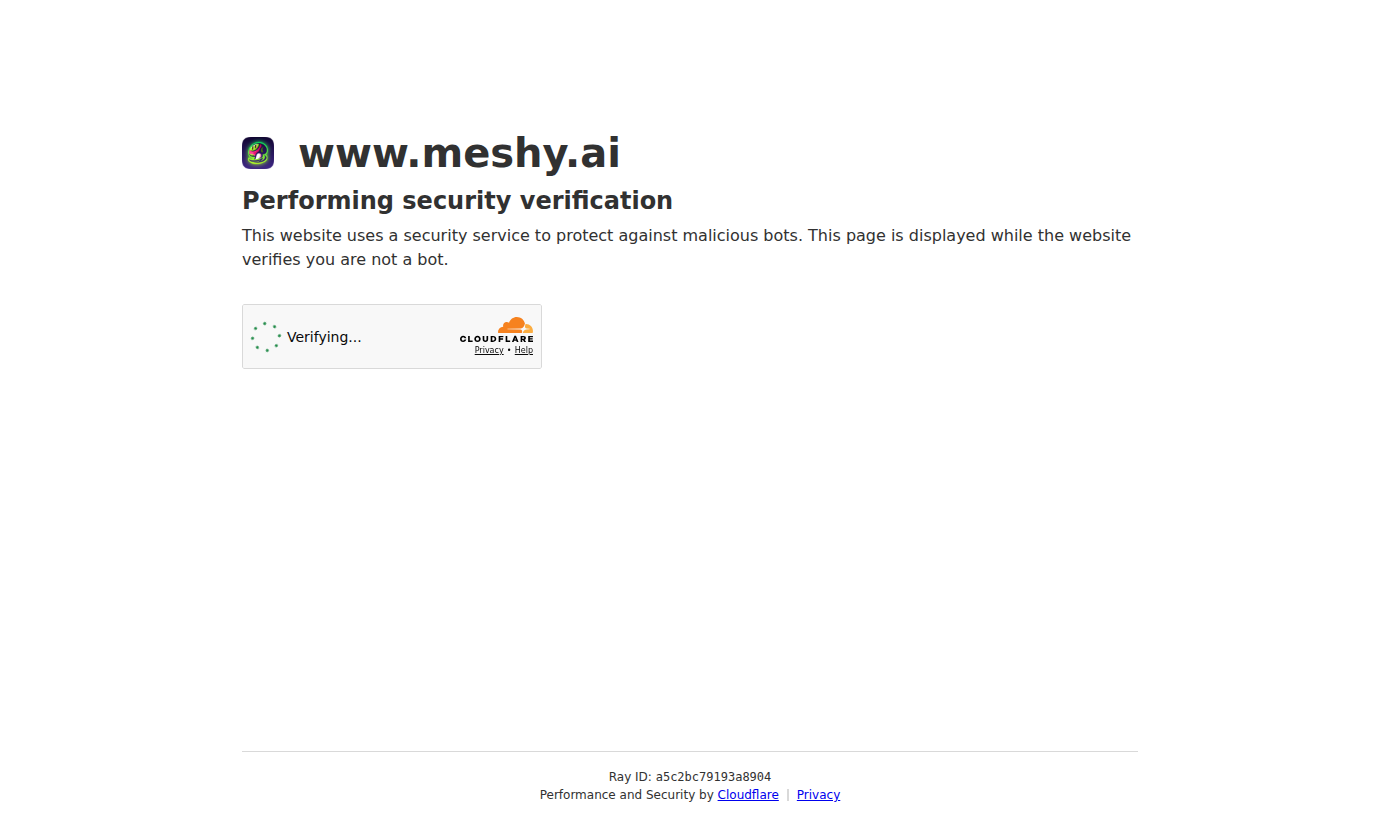 www.meshy.ai
Performing security verification
This website uses a security service to protect against malicious bots. This page is displayed while the website
verifies you are not a bot.
Verifying...
CLOUDFLARE
Privacy • Help
Ray ID: a5c2bc79193a8904
Performance and Security by Cloudflare | Privacy